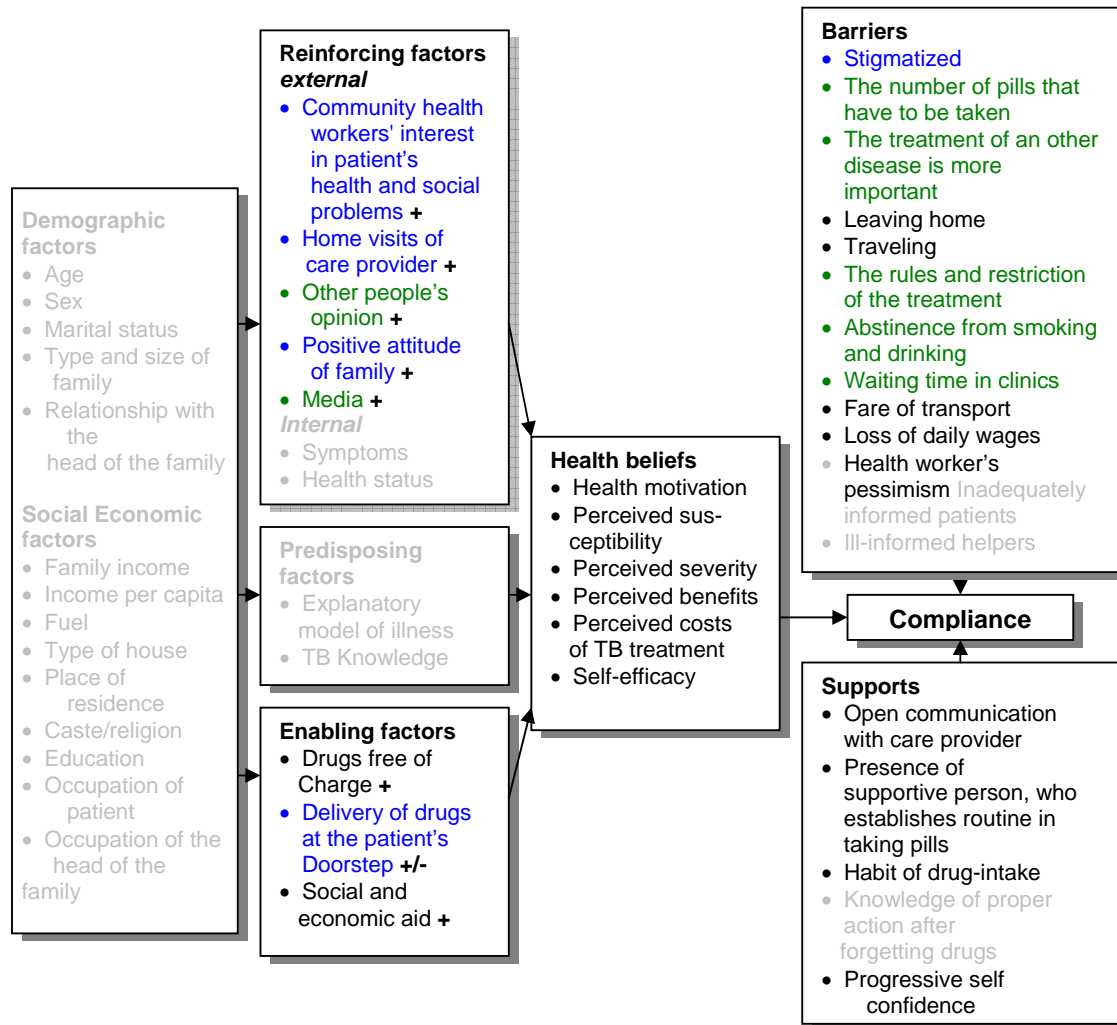 Demographic
factors
• Age
• Sex
• Marital status
• Type and size of
family
• Relationship with
the
head of the family
Social Economic
factors
• Family income
• Income per capita
• Fuel
• Type of house
• Place of
residence
• Caste/religion
• Education
• Occupation of
patient
• Occupation of the
head of the
family
Reinforcing factors
external
• Community health
workers' interest
in patient's
health and social
problems +
• Home visits of
care provider +
• Other people's
opinion +
• Positive attitude
of family +
• Media +
Internal
• Symptoms
• Health status
Predisposing
factors
• Explanatory
model of illness
• TB Knowledge
Enabling factors
• Drugs free of
Charge +
• Delivery of drugs
at the patient's
Doorstep +/-
• Social and
economic aid +
Health beliefs
• Health motivation
• Perceived sus-
ceptibility
• Perceived severity
• Perceived benefits
• Perceived costs
of TB treatment
• Self-efficacy
Barriers
• Stigmatized
• The number of pills that
have to be taken
• The treatment of an other
disease is more
important
• Leaving home
• Traveling
• The rules and restriction
of the treatment
• Abstinence from smoking
and drinking
• Waiting time in clinics
• Fare of transport
• Loss of daily wages
• Health worker's
pessimism Inadequately
informed patients
• Ill-informed helpers
Compliance
Supports
• Open communication
with care provider
• Presence of
supportive person, who
establishes routine in
taking pills
• Habit of drug-intake
• Knowledge of proper
action after
forgetting drugs
• Progressive self
confidence